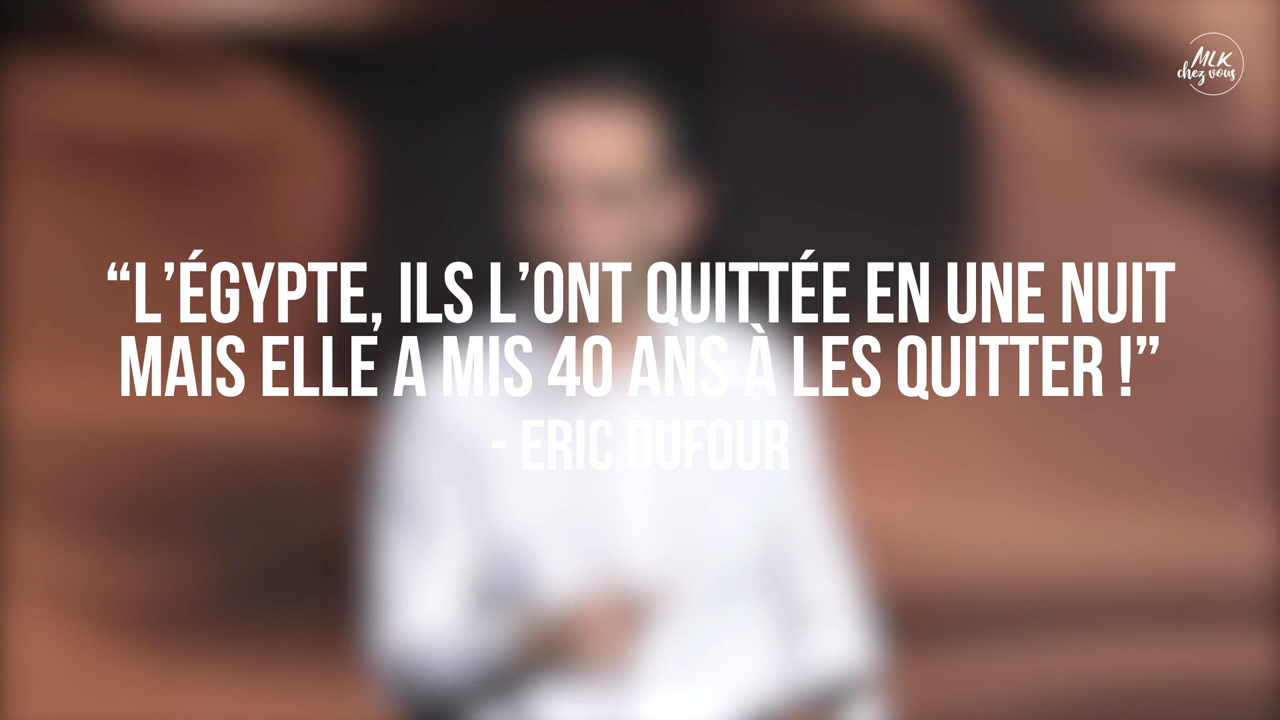 MLK
chez vous
“L’ÉGYPTE, ILS L’ONT QUITTÉE EN UNE NUIT
MAIS ELLE A MIS 40 ANS À LES QUITTER !”
- ERIC DUFOUR